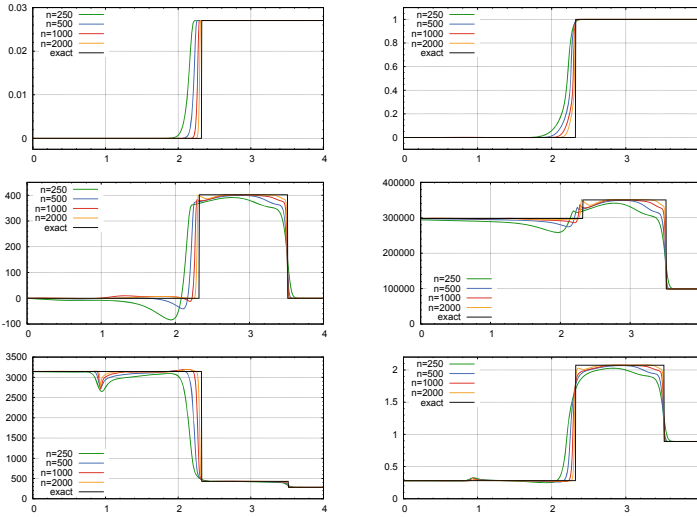 0.03
n=250
n=500
n=1000
n=2000
exact
0.02
0.01
0
0 1 2 3 4
1
n=250
n=500
n=1000
n=2000
exact
0.8
0.6
0.4
0.2
0
0 1 2 3
400
n=250
n=500
n=1000
n=2000
exact
300
200
100
0
-100
0 1 2 3 4
400000
300000
200000
100000
0
n=250
n=500
n=1000
n=2000
exact
0 1 2 3
3500
3000
2500
2000
1500
1000
500
0
n=250
n=500
n=1000
n=2000
exact
0 1 2 3 4
2
n=250
n=500
n=1000
n=2000
exact
1.5
1
0.5
0
0 1 2 3